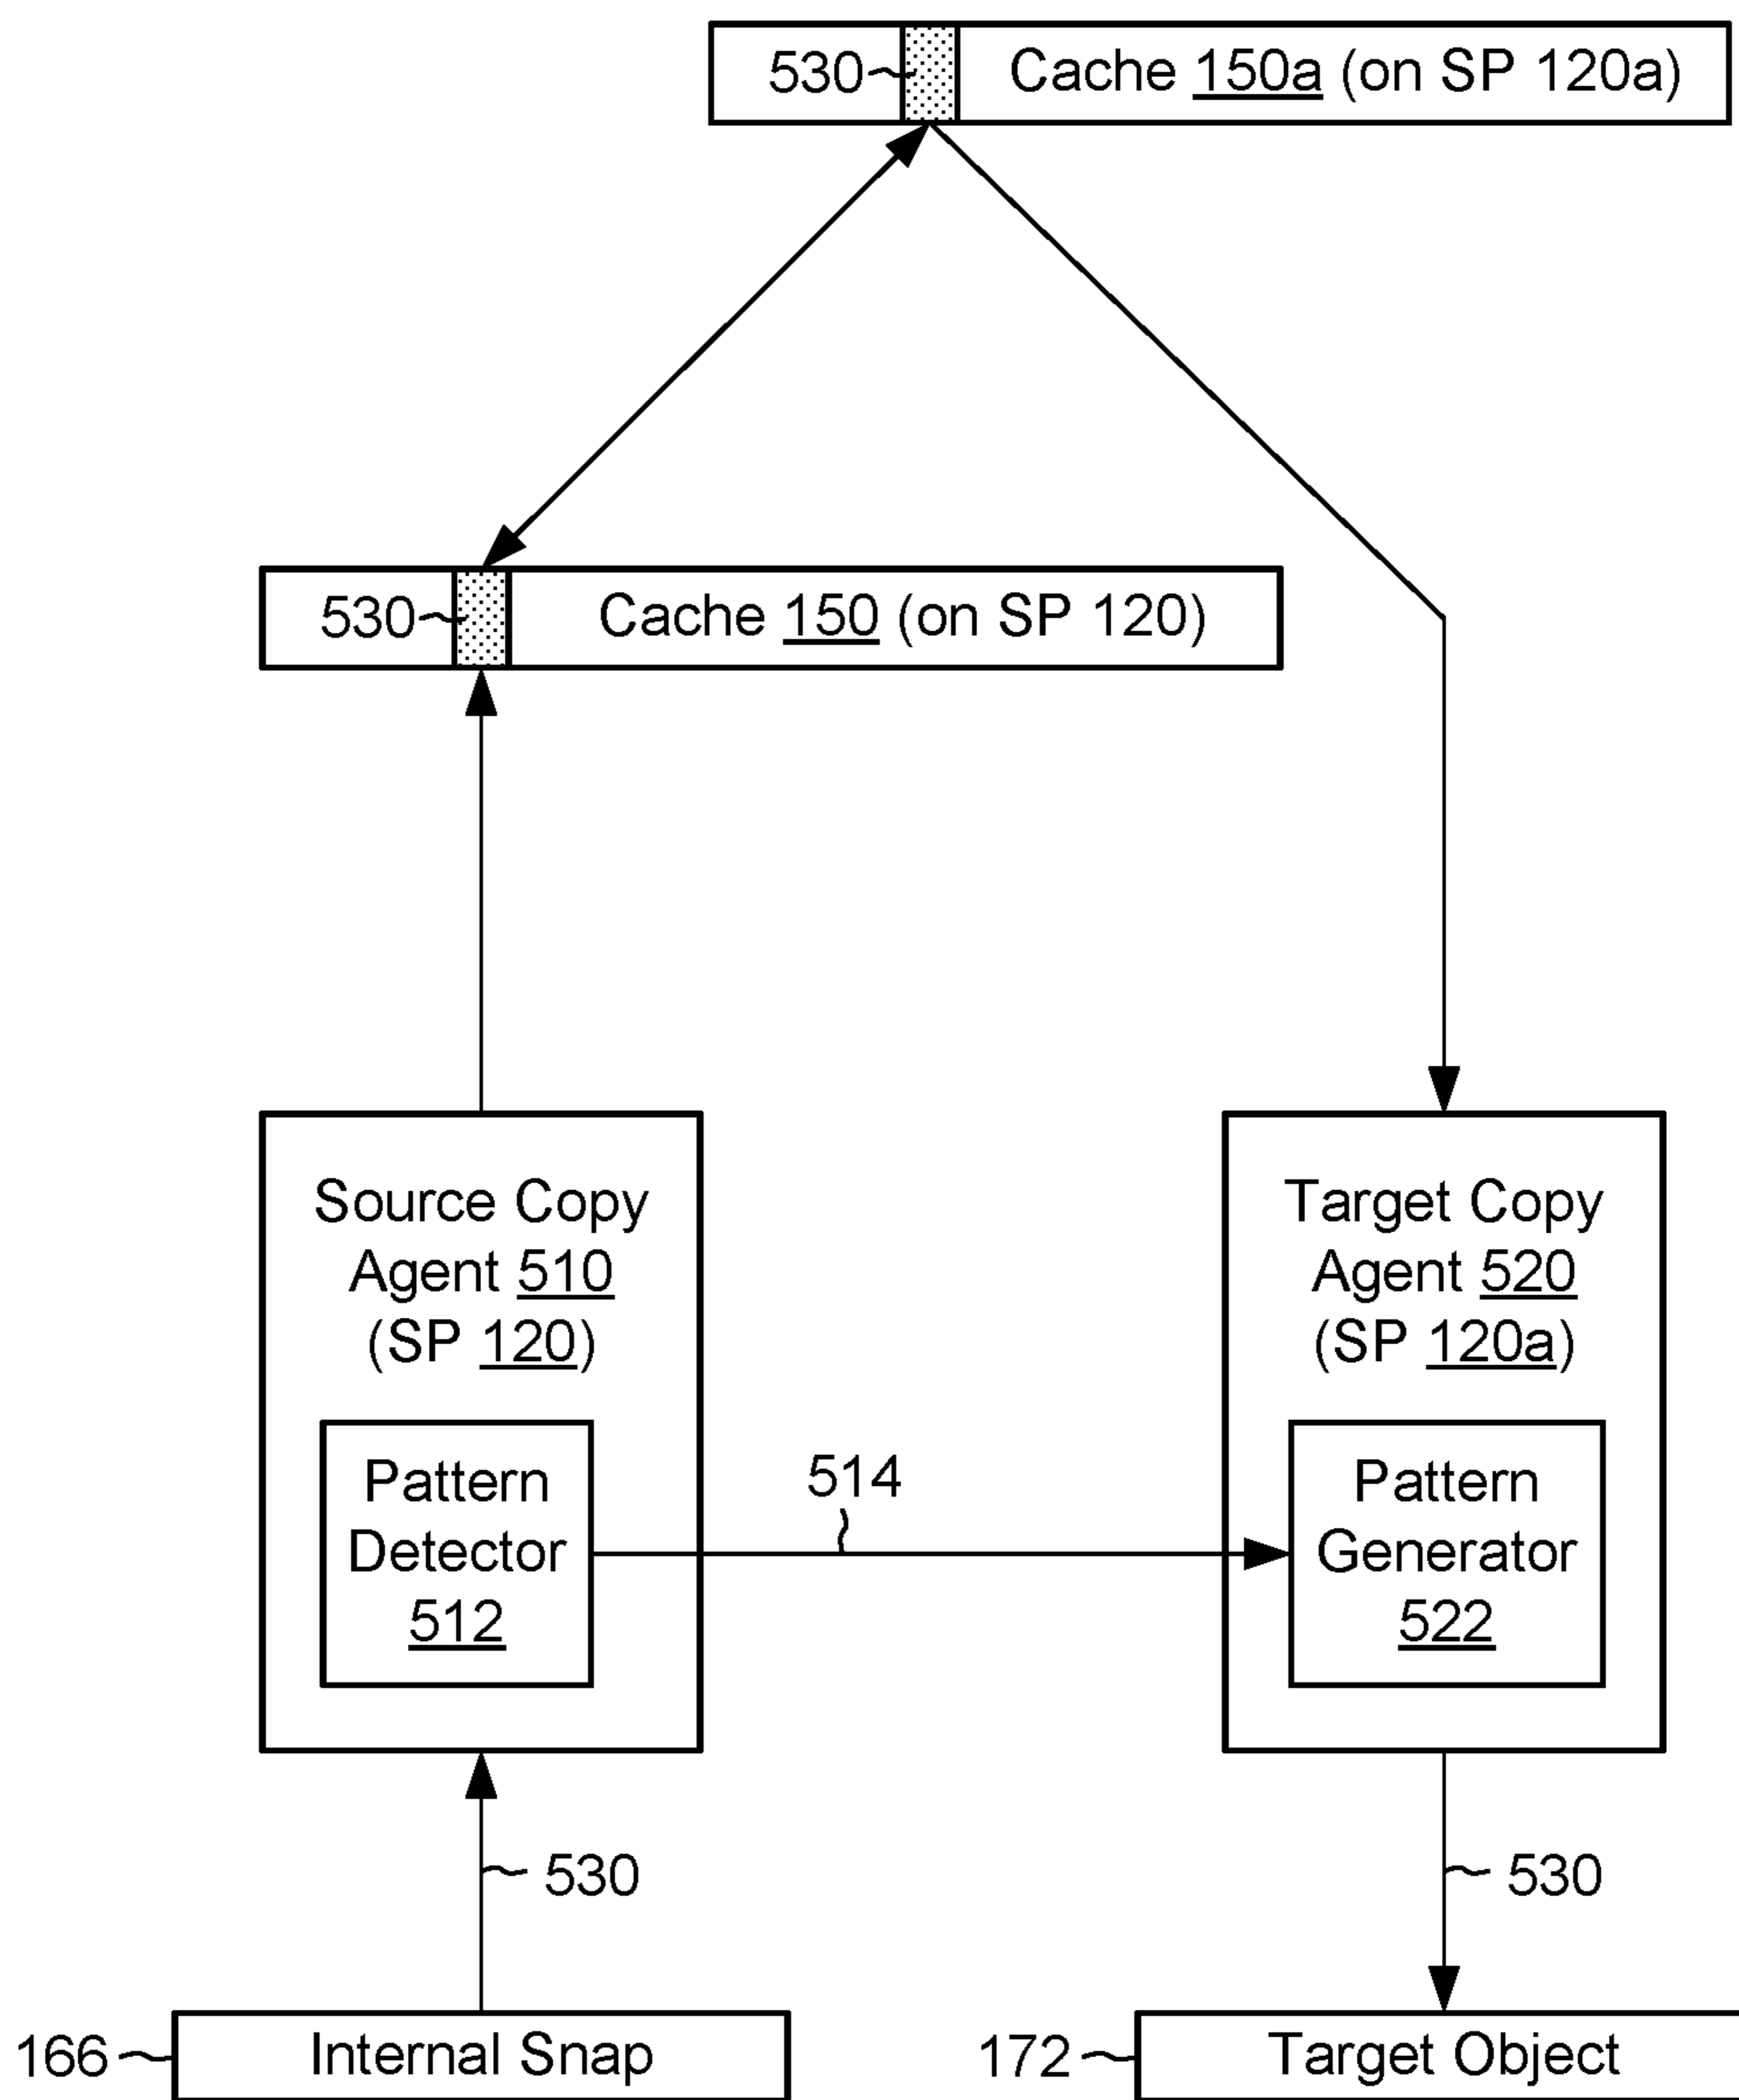 530
Cache 150a (on SP 120a)
530
Cache 150 (on SP 120)
Source Copy
Agent 510
(SP 120)
Target Copy
Agent 520
(SP 120a)
Pattern
Detector
512
514
Pattern
Generator
522
530
530
166
Internal Snap
172
Target Object